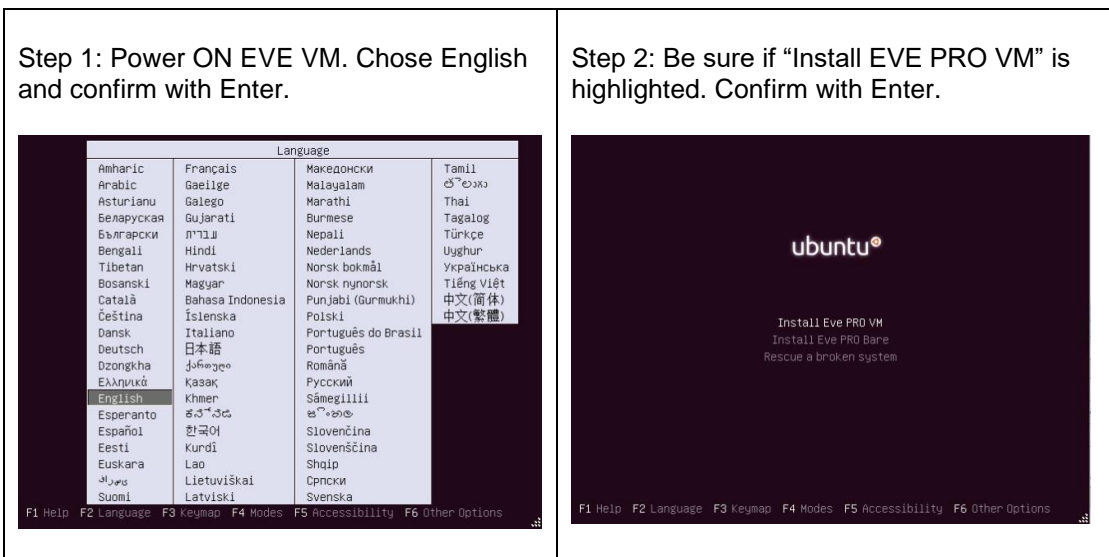 Step 1: Power ON EVE VM. Chose English
and confirm with Enter.
Language
Amharic
Arabic
Asturianu
Беларуская
Български
Bengali
Tibetan
Bosanski
Català
Čeština
Dansk
Deutsch
Dzongkha
Ελληνικά
English
Esperanto
Español
Eesti
Euskara
Suomi
Français
Gaeilge
Galego
Gujarati
עברית
Hindi
Hrvatski
Magyar
Bahasa Indonesia
Íslenska
Italiano
日本語
ქართული
Қазақ
Khmer
ಕನ್ನಡ
한국어
Kurdî
Lao
Lietuviškai
Latviski
Македонски
Malayalam
Marathi
Burmese
Nepali
Nederlands
Norsk bokmål
Norsk nynorsk
Punjabi (Gurmukhi)
Polski
Português do Brasil
Português
Română
Русский
Sámegillii
Slovenčina
Slovenščina
Shqip
Српски
Svenska
Tamil
Thai
Tagalog
Türkçe
Uyghur
Українська
Tiếng Việt
中文(简体)
中文(繁體)
F1 Help F2 Language F3 Keymap F4 Modes F5 Accessibility F6 Other Options
Step 2: Be sure if “Install EVE PRO VM” is
highlighted. Confirm with Enter.
ubuntu
Install Eve PRO VM
Install Eve PRO Bare
Rescue a broken system
F1 Help F2 Language F3 Keymap F4 Modes F5 Accessibility F6 Other Options